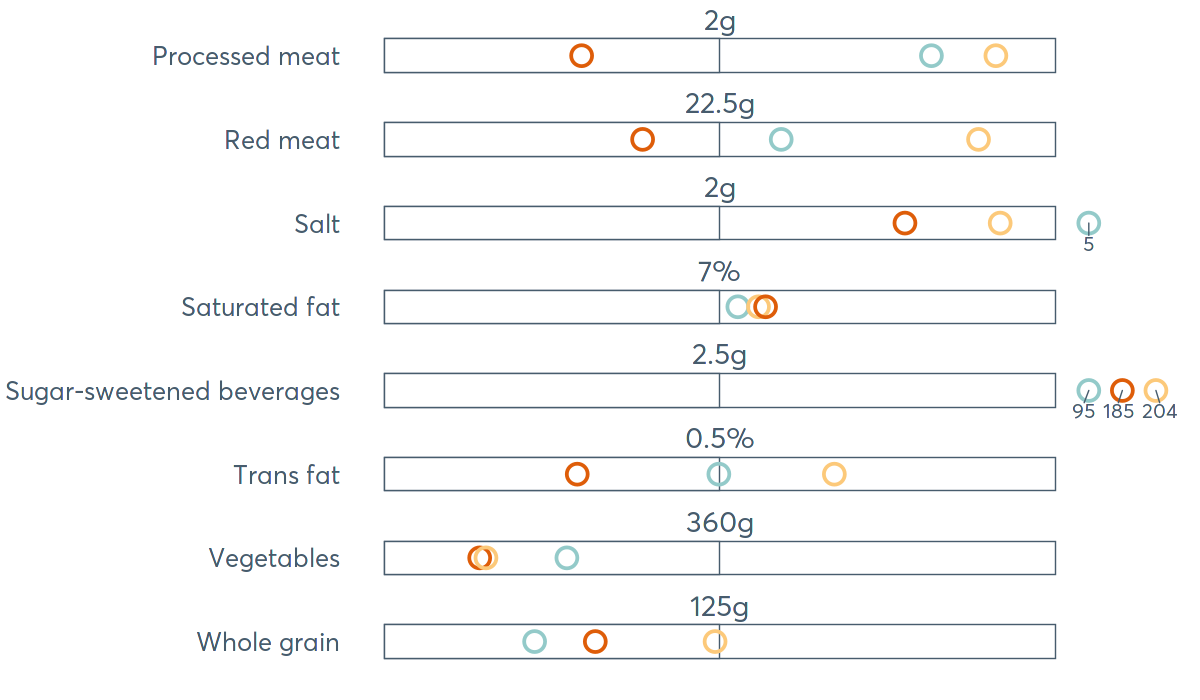 2g
Processed meat
22.5g
Red meat
2g
Salt
5
7%
Saturated fat
2.5g
Sugar-sweetened beverages
95 185 204
0.5%
Trans fat
360g
Vegetables
125g
Whole grain